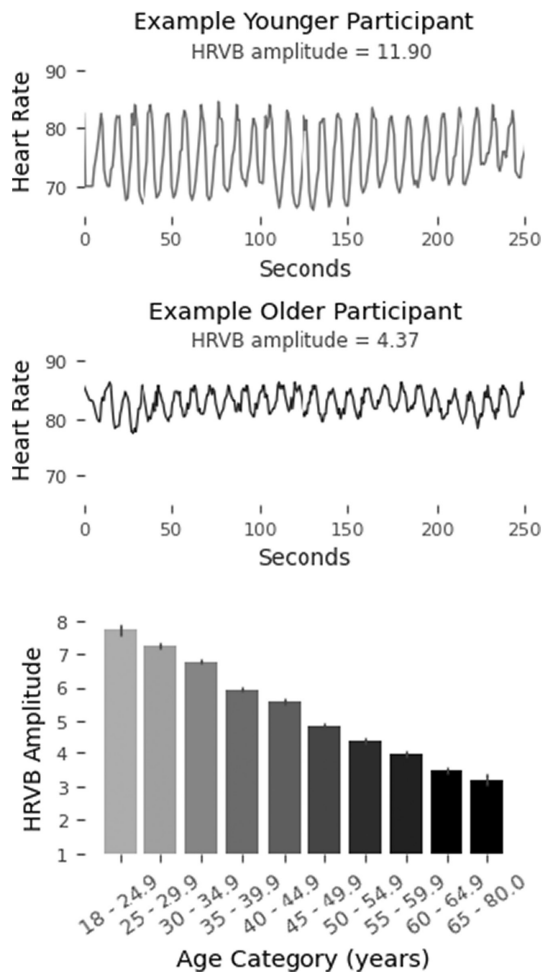 Example Younger Participant
HRVB amplitude = 11.90
90
80
70
Heart Rate
0 50 100 150 200 250
Seconds
Example Older Participant
HRVB amplitude = 4.37
90
80
70
Heart Rate
0 50 100 150 200 250
Seconds
8
7
6
5
4
3
2
1
HRVB Amplitude
18 - 24.9 25 - 29.9 30 - 34.9 35 - 39.9 40 - 44.9 45 - 49.9 50 - 54.9 55 - 59.9 60 - 64.9 65 - 80.0
Age Category (years)